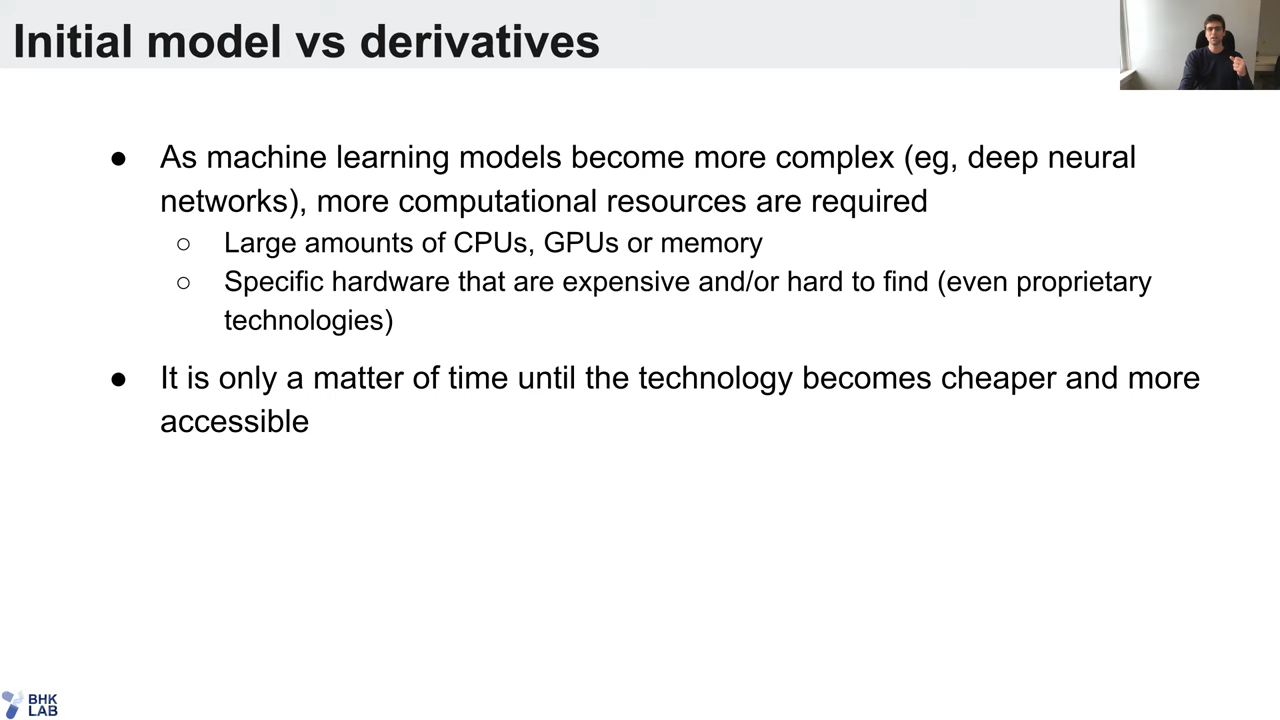 Initial model vs derivatives
● As machine learning models become more complex (eg, deep neural
networks), more computational resources are required
○ Large amounts of CPUs, GPUs or memory
○ Specific hardware that are expensive and/or hard to find (even proprietary
technologies)
● It is only a matter of time until the technology becomes cheaper and more
accessible
BHK
LAB